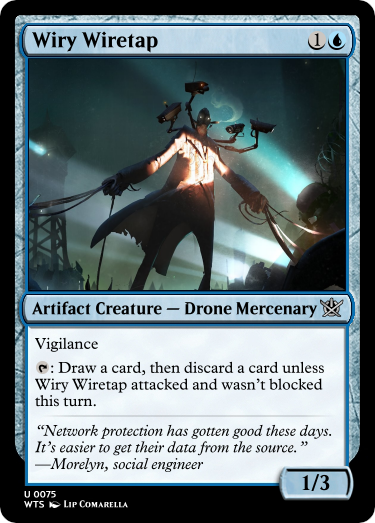 Wiry Wiretap 1
Artifact Creature — Drone Mercenary
Vigilance
: Draw a card, then discard a card unless
Wiry Wiretap attacked and wasn't blocked
this turn.
“Network protection has gotten good these days.
It's easier to get their data from the source.”
—Morelyn, social engineer
1/3
U 0075
WTS Lip Comarella